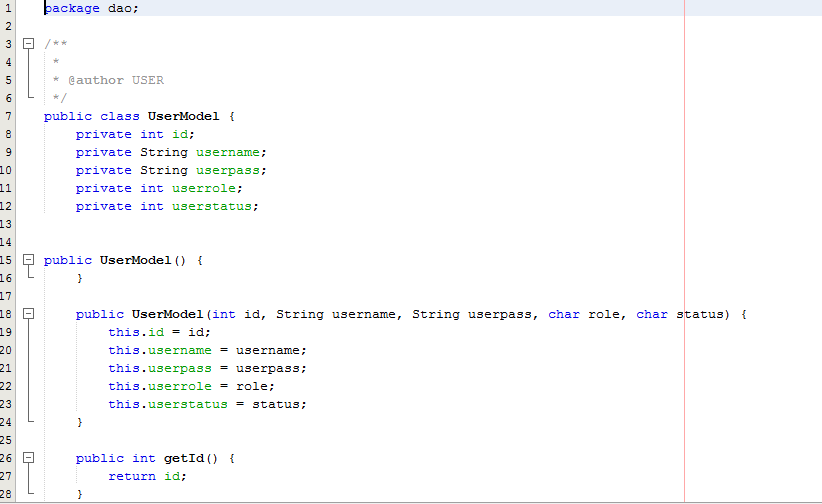 1 package dao;
2
3 /**
4 *
5 * @author USER
6 */
7 public class UserModel {
8 private int id;
9 private String username;
10 private String userpass;
11 private int userrole;
12 private int userstatus;
13
14
15 public UserModel() {
16 }
17
18 public UserModel(int id, String username, String userpass, char role, char status) {
19 this.id = id;
20 this.username = username;
21 this.userpass = userpass;
22 this.userrole = role;
23 this.userstatus = status;
24 }
25
26 public int getId() {
27 return id;
28 }